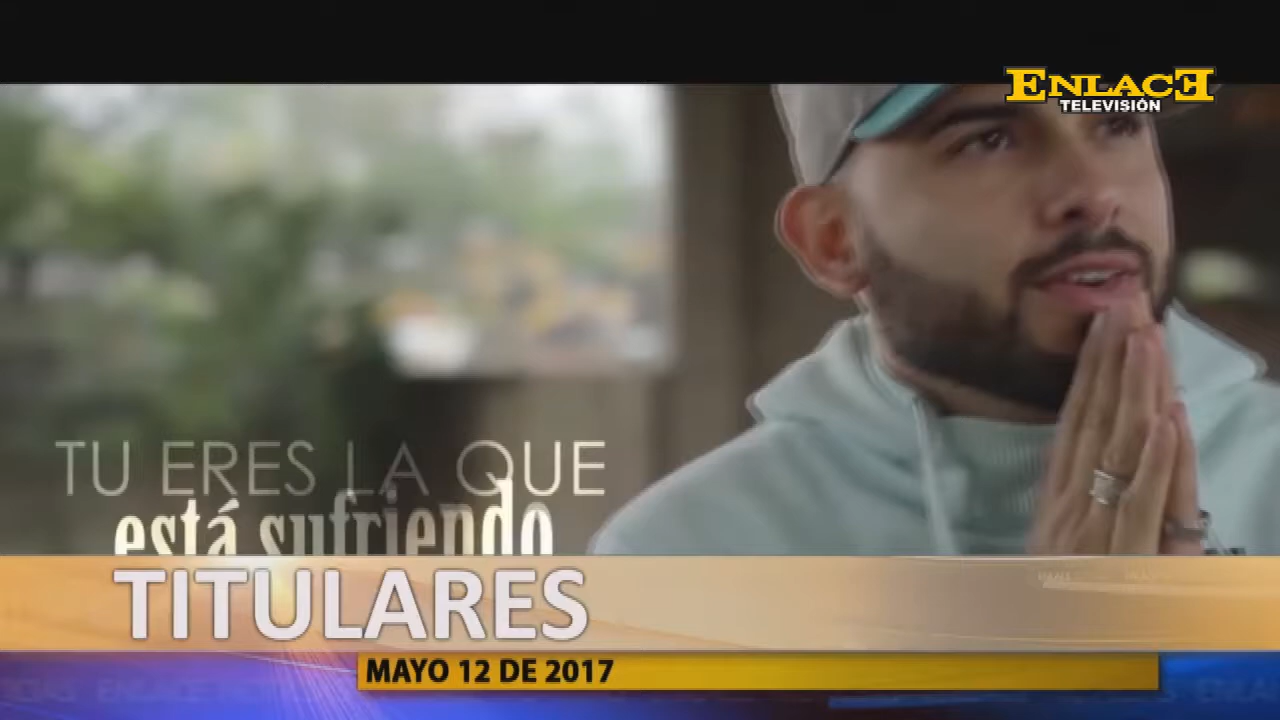 ENLACE
TELEVISIÓN
TU ERES LA QUE
está sufriendo
TITULARES
MAYO 12 DE 2017